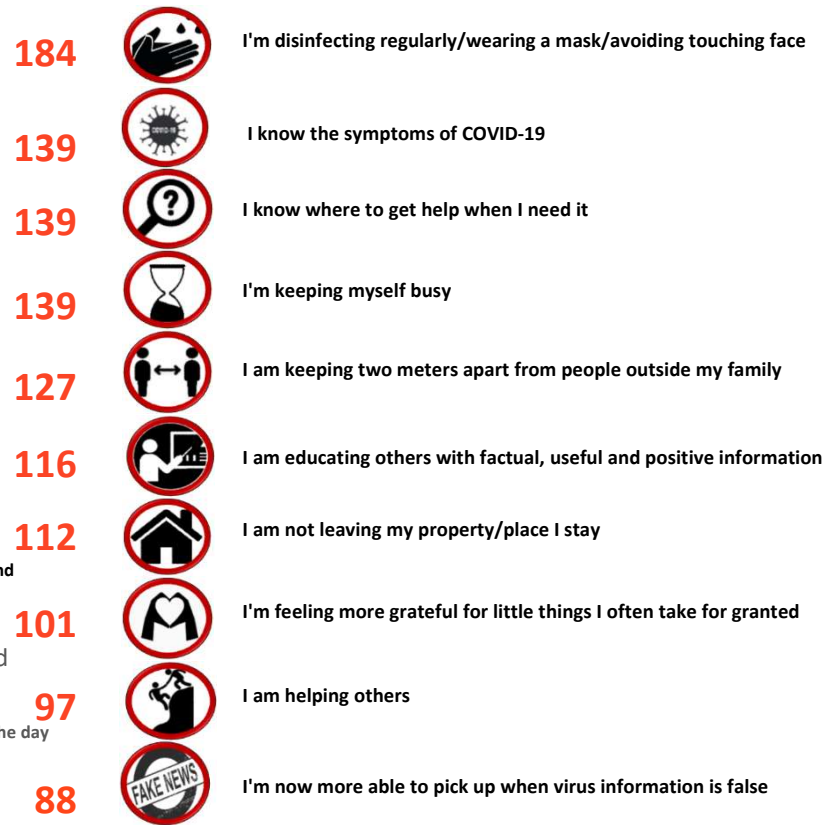 184 I'm disinfecting regularly/wearing a mask/avoiding touching face
COVID-19
139 I know the symptoms of COVID-19
?
139 I know where to get help when I need it
139 I'm keeping myself busy
127 I am keeping two meters apart from people outside my family
116 I am educating others with factual, useful and positive information
112 I am not leaving my property/place I stay
nd
101 I'm feeling more grateful for little things I often take for granted
d
97 I am helping others
he day
FAKE NEWS
88 I'm now more able to pick up when virus information is false